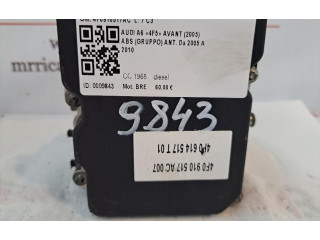 AUDI A6 «4F5» AVANT (2005)
ABS (GRUPPO) ANT. Da 2005 A
2010
CC. 1968 diesel
ID: 0009843 Mot. BRE 60,00 €
9843
4F0 910 517 AC 007
4F0 614 517 T 01